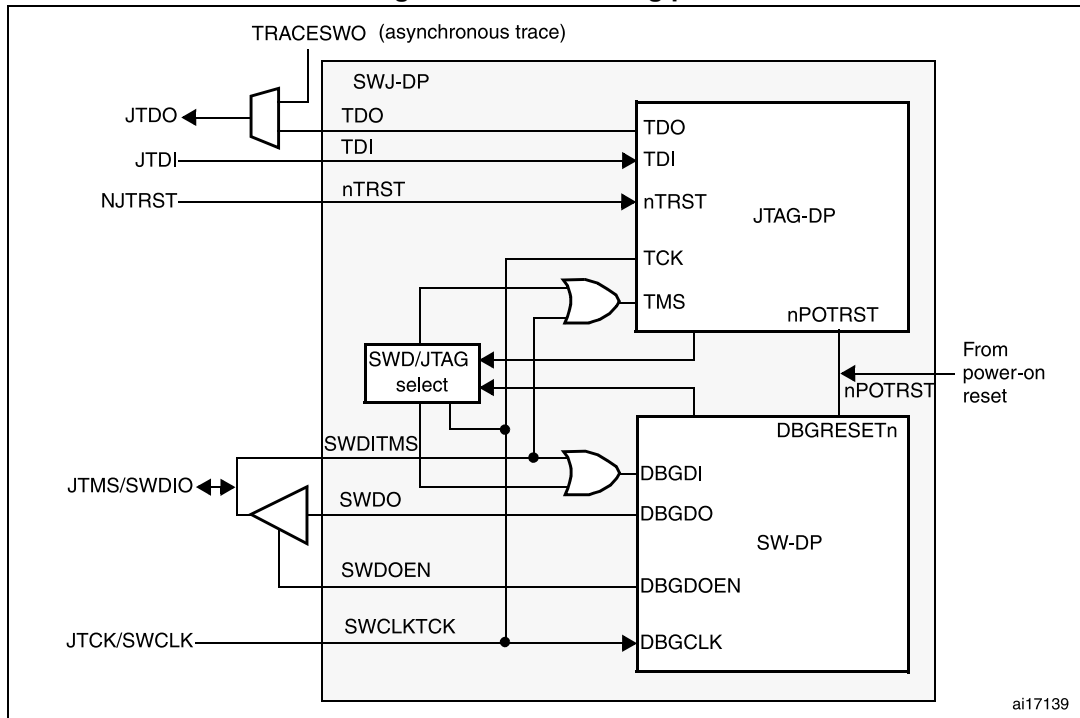 TRACESWO (asynchronous trace)
SWJ-DP
JTDO
TDO
TDO
JTDI
TDI
TDI
NJTRST
nTRST
nTRST
JTAG-DP
TCK
TMS
nPOTRST
SWD/JTAG
select
From
power-on
reset
nPOTRST
DBGRESETn
SWDITMS
DBGDI
JTMS/SWDIO
SWDO
DBGDO
SW-DP
SWDOEN
DBGDOEN
JTCK/SWCLK
SWCLKTCK
DBGCLK
ai17139